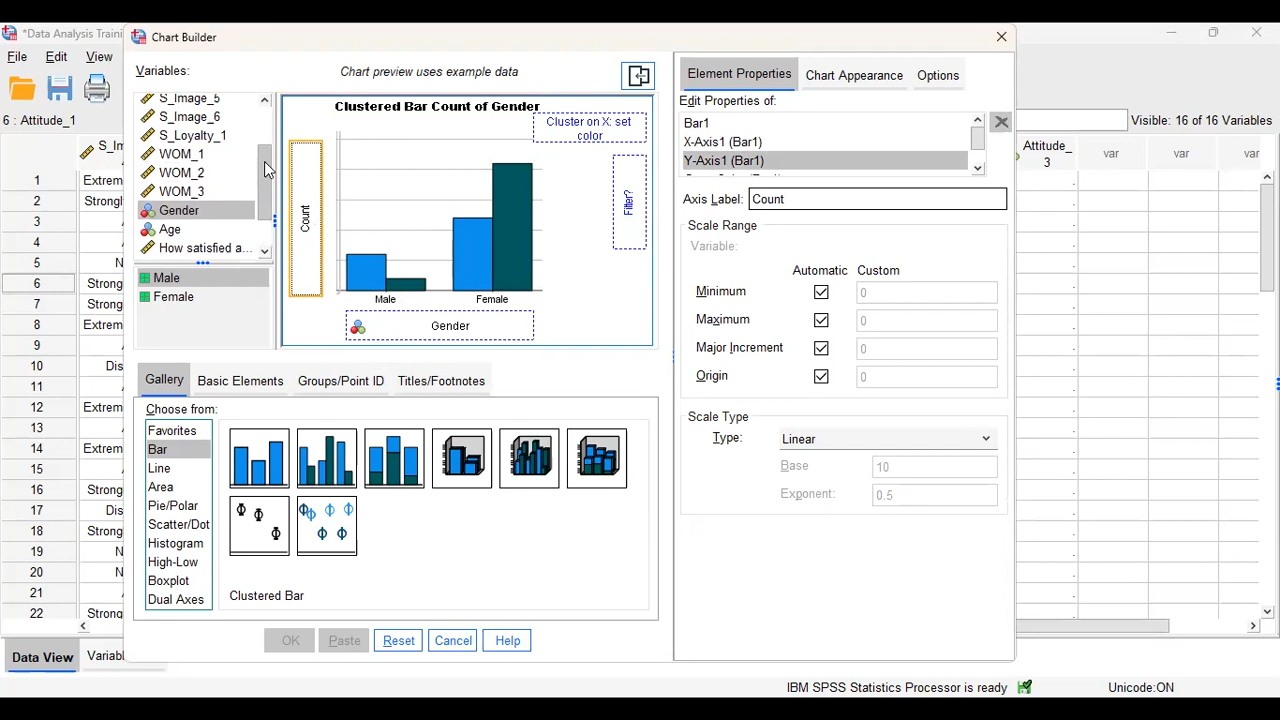 *Data Analysis Traini
Chart Builder
File Edit View
Variables:
Chart preview uses example data
Element Properties
Chart Appearance
Options
6 : Attitude_1
Visible: 16 of 16 Variables
S_Image_5
S_Image_6
S_Loyalty_1
WOM_1
WOM_2
WOM_3
Gender
Age
How satisfied a...
Male
Female
Clustered Bar Count of Gender
Cluster on X: set
color
Filter?
Count
Male
Female
Gender
Edit Properties of:
Bar1
X-Axis1 (Bar1)
Y-Axis1 (Bar1)
Axis Label: Count
Scale Range
Variable:
Automatic Custom
Minimum 0
Maximum 0
Major Increment 0
Origin 0
Scale Type
Type: Linear
Base 10
Exponent: 0.5
Gallery
Basic Elements
Groups/Point ID
Titles/Footnotes
Choose from:
Favorites
Bar
Line
Area
Pie/Polar
Scatter/Dot
Histogram
High-Low
Boxplot
Dual Axes
Clustered Bar
OK Paste Reset Cancel Help
S_Im
Attitude_
3
var var var
1 Extrem
2 Strongl
3
4
5 N
6 Strong
7 Strong
8 Extrem
9 Extrem
10 Dis
11
12 Extrem
13
14 Extrem
15
16 Strong
17 Dis
18 Strong
19 N
20 N
21
22 Strong
Data View
Variab
IBM SPSS Statistics Processor is ready
Unicode:ON